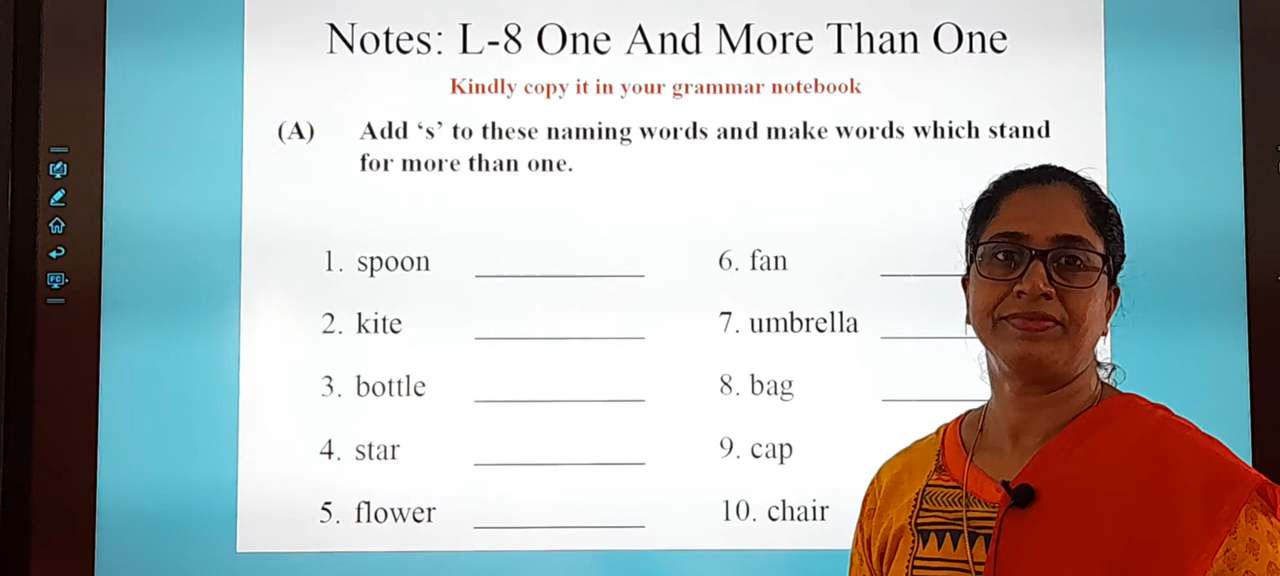 Notes: L-8 One And More Than One
Kindly copy it in your grammar notebook
(A) Add ‘s’ to these naming words and make words which stand
for more than one.
1. spoon
6. fan
2. kite
7. umbrella
3. bottle
8. bag
4. star
9. cap
5. flower
10. chair
PC